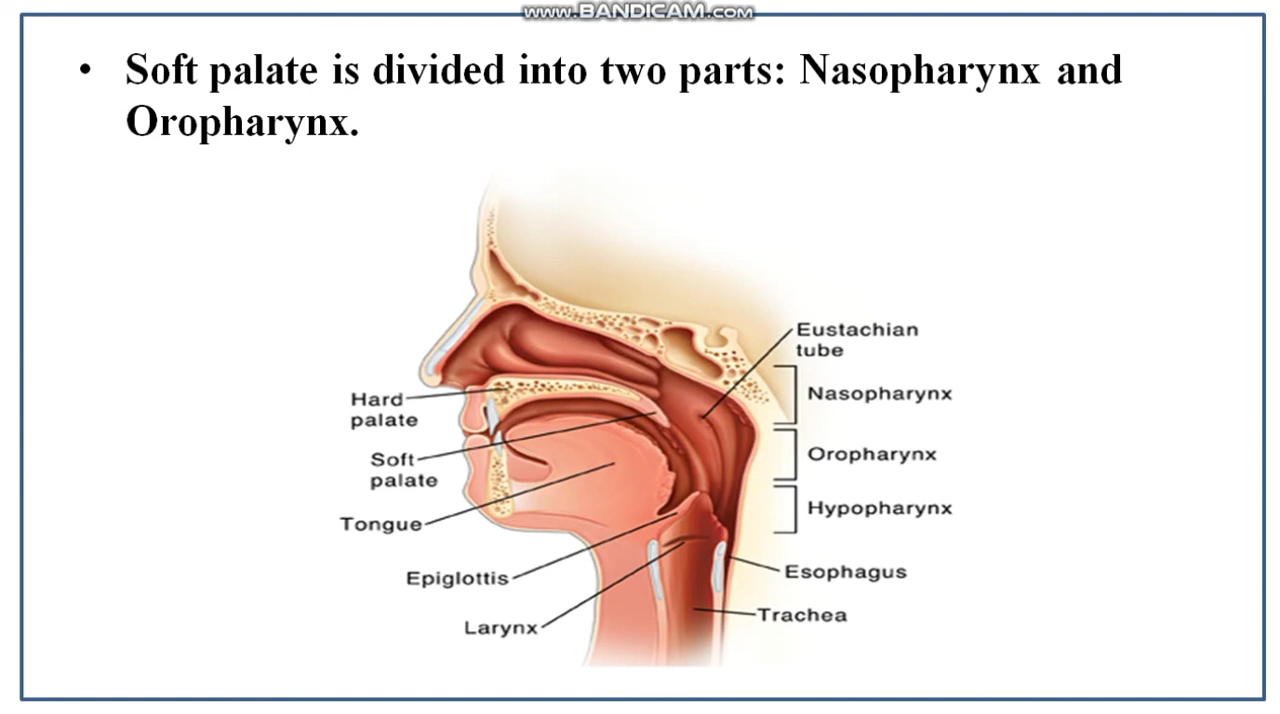 www.BANDICAM.com
• Soft palate is divided into two parts: Nasopharynx and
Oropharynx.
Eustachian
tube
Nasopharynx
Hard
palate
Oropharynx
Soft
palate
Hypopharynx
Tongue
Esophagus
Epiglottis
Trachea
Larynx